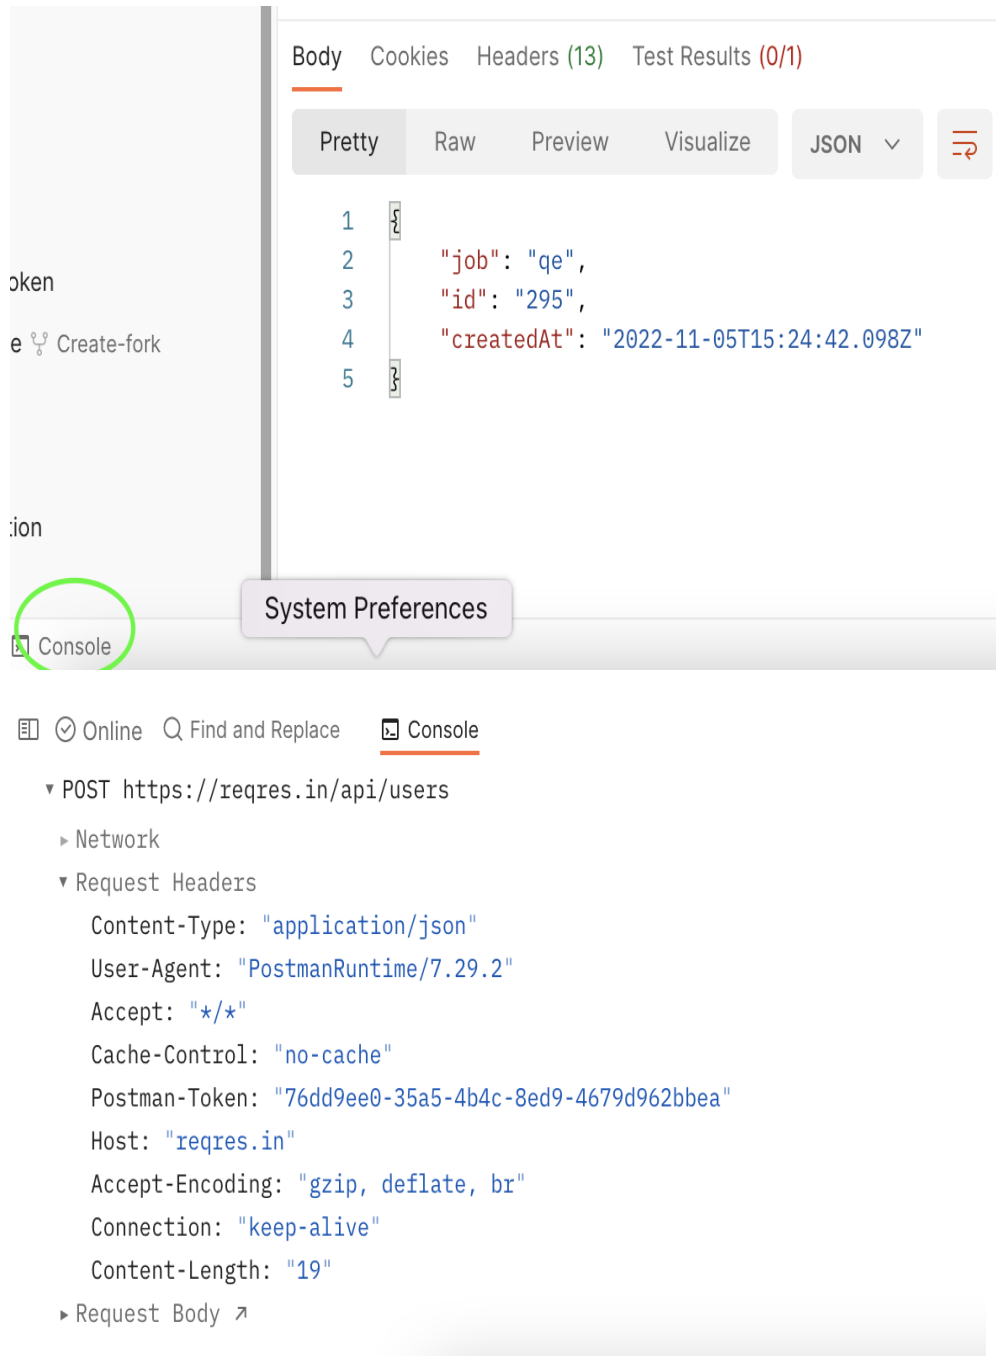 Body Cookies Headers (13) Test Results (0/1)
Pretty Raw Preview Visualize JSON
1 {
2 "job": "qe",
3 "id": "295",
4 "createdAt": "2022-11-05T15:24:42.098Z"
5 }
oken
e Create-fork
tion
System Preferences
Console
Online Find and Replace Console
POST https://reqres.in/api/users
Network
Request Headers
Content-Type: "application/json"
User-Agent: "PostmanRuntime/7.29.2"
Accept: "*/*"
Cache-Control: "no-cache"
Postman-Token: "76dd9ee0-35a5-4b4c-8ed9-4679d962bbea"
Host: "reqres.in"
Accept-Encoding: "gzip, deflate, br"
Connection: "keep-alive"
Content-Length: "19"
Request Body